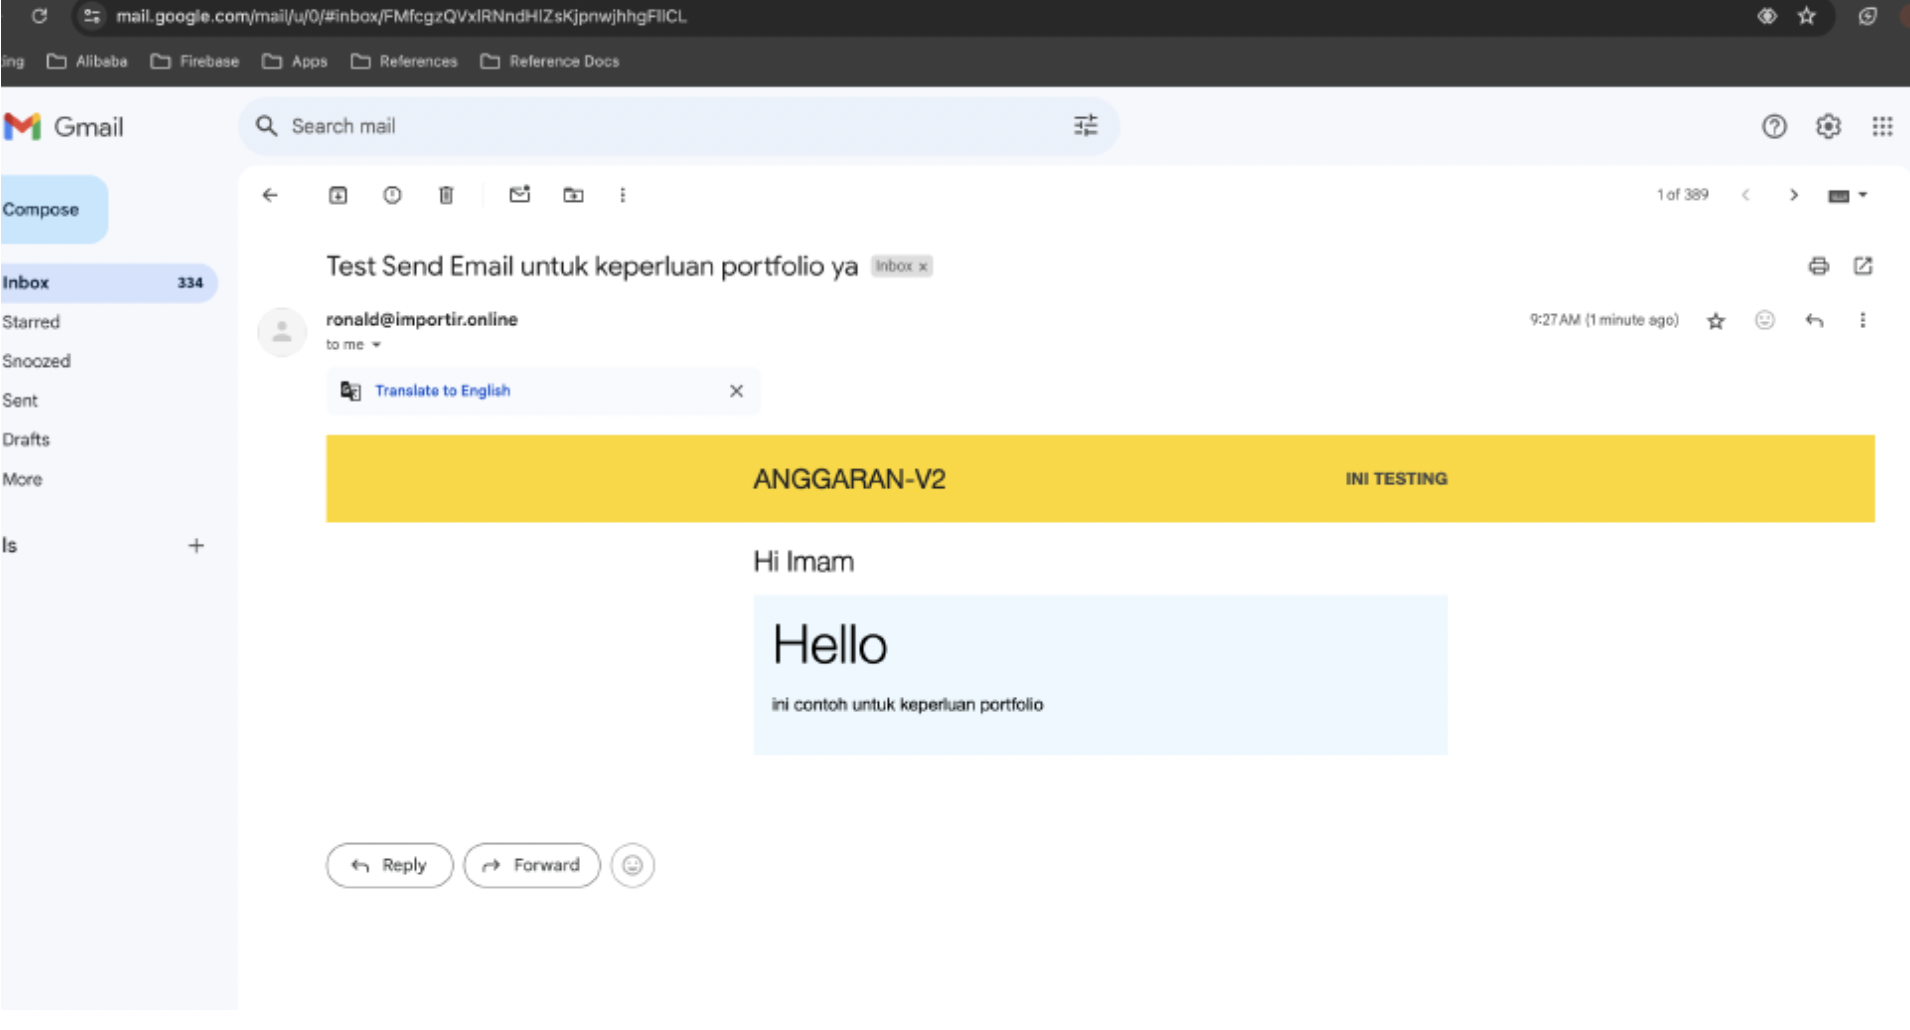 mail.google.com/mail/u/0/#inbox/FMfcgzQVxlRNndHlZsKjpnwjhhgFllCL
ing Alibaba Firebase Apps References Reference Docs
Gmail
Search mail
Compose
1 of 389
Test Send Email untuk keperluan portfolio ya Inbox x
Inbox 334
ronald@importir.online
9:27 AM (1 minute ago)
to me
Starred
Snoozed
Sent
Drafts
More
ls
Translate to English
ANGGARAN-V2 INI TESTING
Hi Imam
Hello
ini contoh untuk keperluan portfolio
Reply Forward